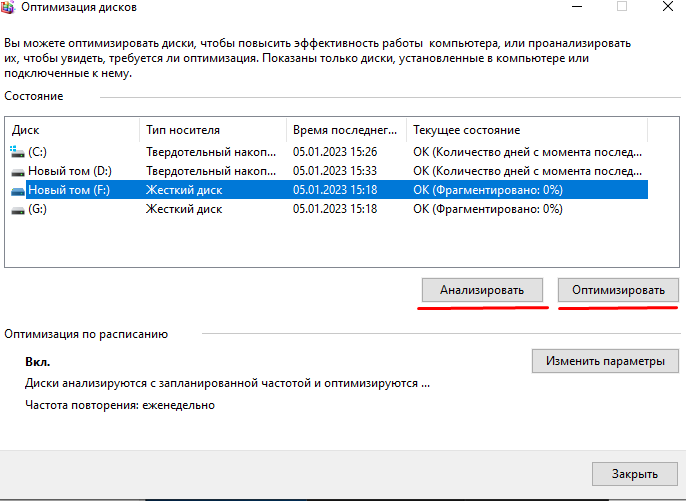 Оптимизация дисков
Вы можете оптимизировать диски, чтобы повысить эффективность работы компьютера, или проанализировать
их, чтобы увидеть, требуется ли оптимизация. Показаны только диски, установленные в компьютере или
подключенные к нему.
Состояние
Диск Тип носителя Время последнег... Текущее состояние
(C:) Твердотельный накоп... 05.01.2023 15:26 ОК (Количество дней с момента послед...
Новый том (D:) Твердотельный накоп... 05.01.2023 15:33 ОК (Количество дней с момента послед...
Новый том (F:) Жесткий диск 05.01.2023 15:18 ОК (Фрагментировано: 0%)
(G:) Жесткий диск 05.01.2023 15:18 ОК (Фрагментировано: 0%)
Анализировать Оптимизировать
Оптимизация по расписанию
Вкл. Изменить параметры
Диски анализируются с запланированной частотой и оптимизируются ...
Частота повторения: еженедельно
Закрыть